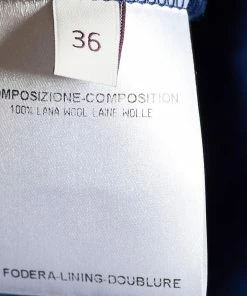 36
OMPOSIZIONE-COMPOSITION
100% LANA WOOL LAINE WOLLE
FODERA-LINING-DOUBLURE